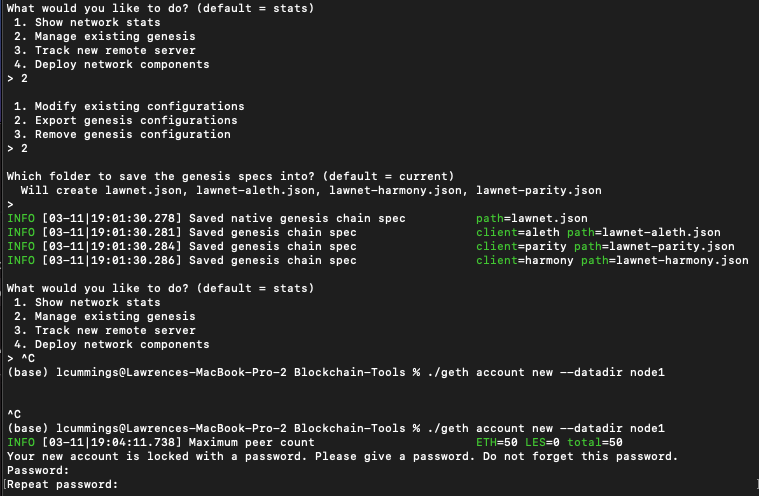 What would you like to do? (default = stats)
 1. Show network stats
 2. Manage existing genesis
 3. Track new remote server
 4. Deploy network components
> 2

 1. Modify existing configurations
 2. Export genesis configurations
 3. Remove genesis configuration
> 2

Which folder to save the genesis specs into? (default = current)
  Will create lawnet.json, lawnet-aleth.json, lawnet-harmony.json, lawnet-parity.json
>
INFO [03-11|19:01:30.278] Saved native genesis chain spec          path=lawnet.json
INFO [03-11|19:01:30.281] Saved genesis chain spec                 client=aleth path=lawnet-aleth.json
INFO [03-11|19:01:30.284] Saved genesis chain spec                 client=parity path=lawnet-parity.json
INFO [03-11|19:01:30.286] Saved genesis chain spec                 client=harmony path=lawnet-harmony.json

What would you like to do? (default = stats)
 1. Show network stats
 2. Manage existing genesis
 3. Track new remote server
 4. Deploy network components
> ^C
(base) lcummings@Lawrences-MacBook-Pro-2 Blockchain-Tools % ./geth account new --datadir node1

^C
(base) lcummings@Lawrences-MacBook-Pro-2 Blockchain-Tools % ./geth account new --datadir node1
INFO [03-11|19:04:11.738] Maximum peer count                       ETH=50 LES=0 total=50
Your new account is locked with a password. Please give a password. Do not forget this password.
Password:
[Repeat password: ]